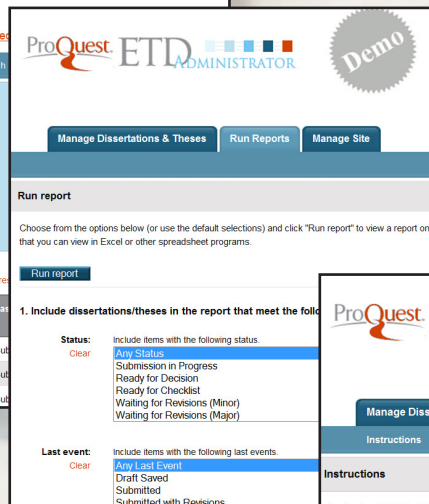 ProQuest ETD ADMINISTRATOR
Demo
Manage Dissertations & Theses Run Reports Manage Site
Run report
Choose from the options below (or use the default selections) and click "Run report" to view a report on
that you can view in Excel or other spreadsheet programs.
Run report
1. Include dissertations/theses in the report that meet the follo
Status: Include items with the following status.
Clear Any Status
Submission in Progress
Ready for Decision
Ready for Checklist
Waiting for Revisions (Minor)
Waiting for Revisions (Major)
Last event: Include items with the following last events.
Clear Any Last Event
Draft Saved
Submitted
Submitted with Revisions
ProQuest.
Manage Diss
Instructions
Instructions